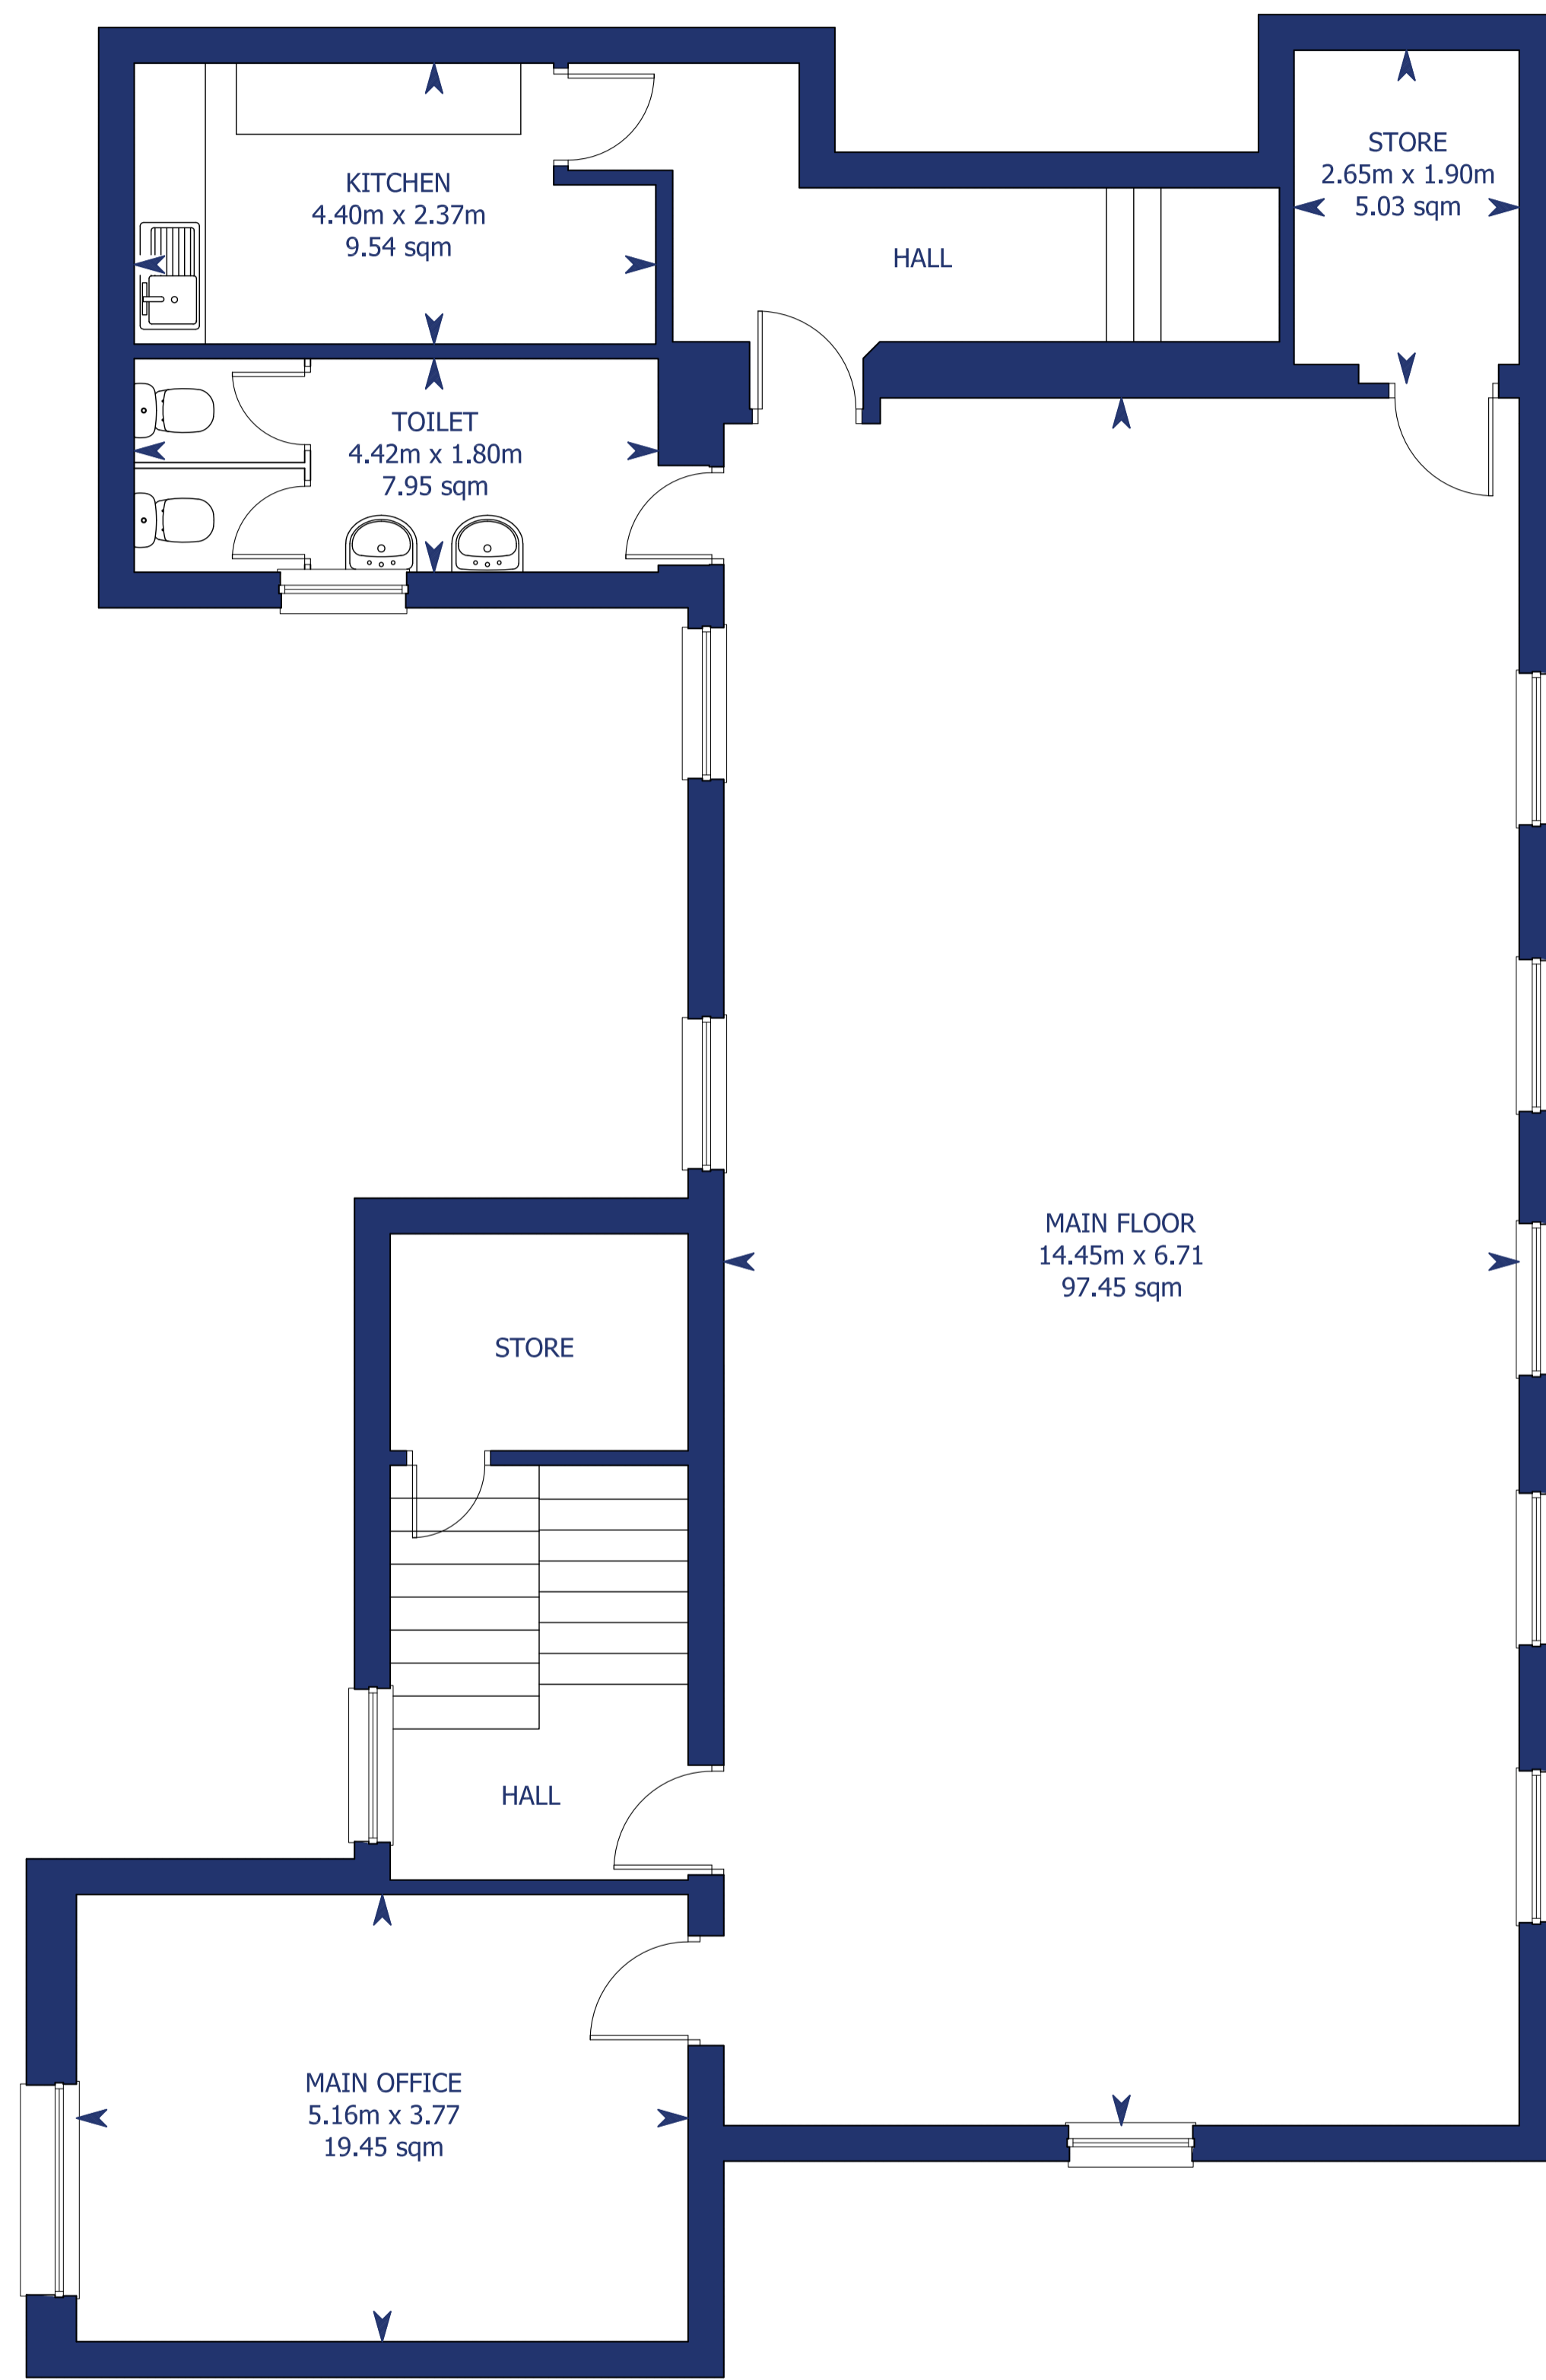 STORE
2.65m x 1.90m
5.03 sqm
KITCHEN
4.40m x 2.37m
9.54 sqm
HALL
TOILET
4.42m x 1.80m
7.95 sqm
MAIN FLOOR
14.45m x 6.71
97.45 sqm
STORE
HALL
MAIN OFFICE
5.16m x 3.77
19.45 sqm